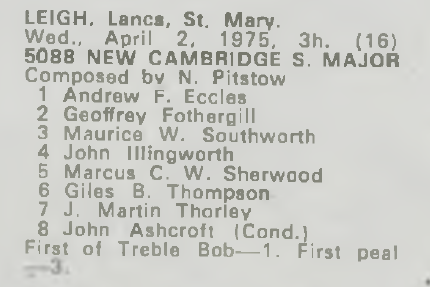 LEIGH, Lancs, St. Mary.
Wed., April 2, 1975, 3h. (16)
5088 NEW CAMBRIDGE S. MAJOR
Composed by N. Pitstow
1 Andrew F. Eccles
2 Geoffrey Fothergill
3 Maurice W. Southworth
4 John Illingworth
5 Marcus C. W. Sherwood
6 Giles B. Thompson
7 J. Martin Thorley
8 John Ashcroft (Cond.)
First of Treble Bob—1. First peal
—3.